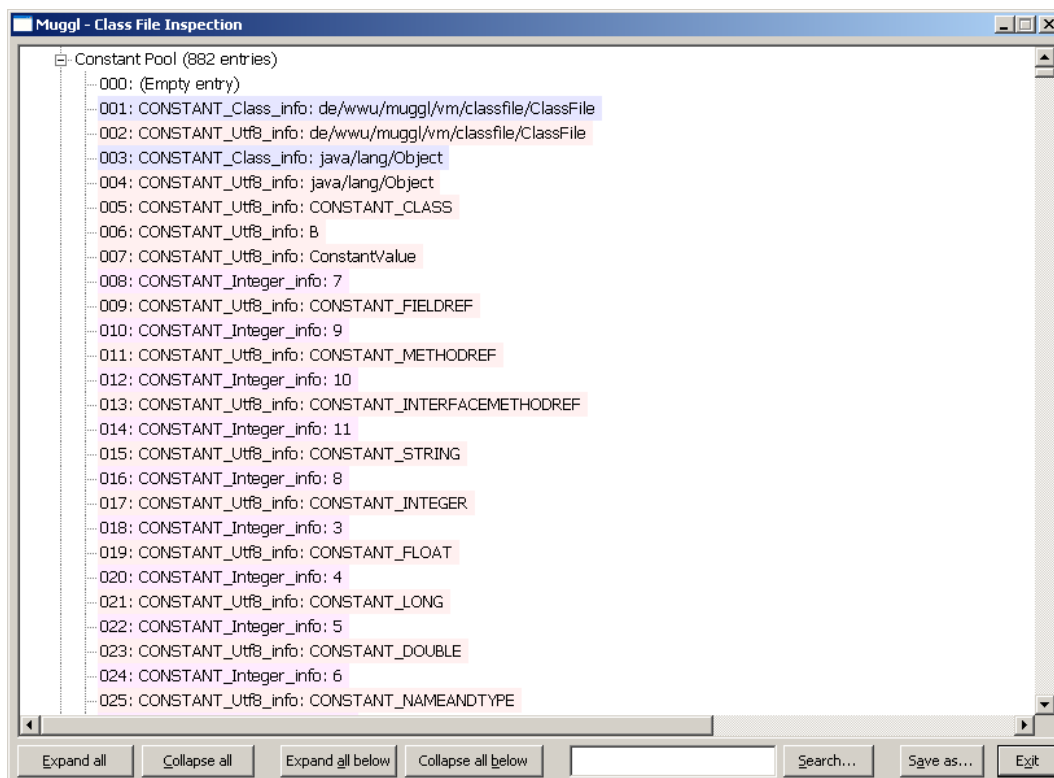 Muggl - Class File Inspection
Constant Pool (882 entries)
000: (Empty entry)
001: CONSTANT_Class_info: de/wwu/muggl/vm/classfile/ClassFile
002: CONSTANT_Utf8_info: de/wwu/muggl/vm/classfile/ClassFile
003: CONSTANT_Class_info: java/lang/Object
004: CONSTANT_Utf8_info: java/lang/Object
005: CONSTANT_Utf8_info: CONSTANT_CLASS
006: CONSTANT_Utf8_info: B
007: CONSTANT_Utf8_info: ConstantValue
008: CONSTANT_Integer_info: 7
009: CONSTANT_Utf8_info: CONSTANT_FIELDREF
010: CONSTANT_Integer_info: 9
011: CONSTANT_Utf8_info: CONSTANT_METHODREF
012: CONSTANT_Integer_info: 10
013: CONSTANT_Utf8_info: CONSTANT_INTERFACEMETHODREF
014: CONSTANT_Integer_info: 11
015: CONSTANT_Utf8_info: CONSTANT_STRING
016: CONSTANT_Integer_info: 8
017: CONSTANT_Utf8_info: CONSTANT_INTEGER
018: CONSTANT_Integer_info: 3
019: CONSTANT_Utf8_info: CONSTANT_FLOAT
020: CONSTANT_Integer_info: 4
021: CONSTANT_Utf8_info: CONSTANT_LONG
022: CONSTANT_Integer_info: 5
023: CONSTANT_Utf8_info: CONSTANT_DOUBLE
024: CONSTANT_Integer_info: 6
025: CONSTANT_Utf8_info: CONSTANT_NAMEANDTYPE
Expand all Collapse all Expand all below Collapse all below Search... Save as... Exit